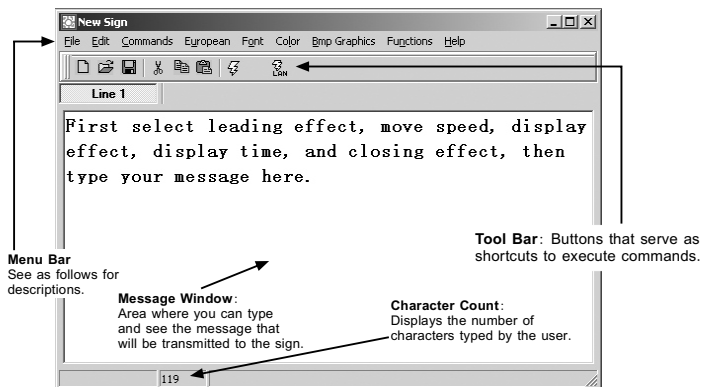 New Sign
File Edit Commands European Font Color Bmp Graphics Functions Help
LAN
Line 1
First select leading effect, move speed, display
effect, display time, and closing effect, then
type your message here.
Tool Bar: Buttons that serve as
shortcuts to execute commands.
Menu Bar
See as follows for
descriptions.
Message Window:
Area where you can type
and see the message that
will be transmitted to the sign.
Character Count:
Displays the number of
characters typed by the user.
119